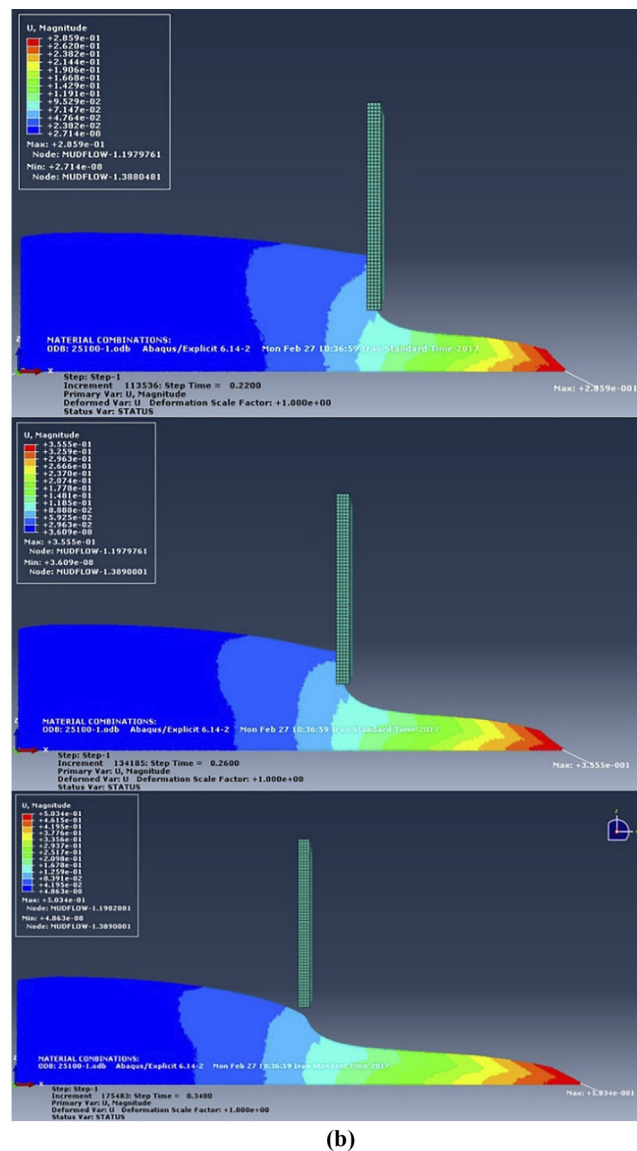 U, Magnitude
+2.859e-01
+2.620e-01
+2.382e-01
+2.144e-01
+1.906e-01
+1.668e-01
+1.429e-01
+1.191e-01
+9.529e-02
+7.147e-02
+4.764e-02
+2.382e-02
+2.714e-08
Max: +2.859e-01
Node: MUDFLOW-1.1979761
Min: +2.714e-08
Node: MUDFLOW-1.3880481
MATERIAL COMBINATIONS:
ODB: 25100-1.odb Abaqus/Explicit 6.14-2 Mon Feb 27 10:36:59 Iran Standard Time 2017
Z
X
Step: Step-1
Increment 113536: Step Time = 0.2200
Primary Var: U, Magnitude
Deformed Var: U Deformation Scale Factor: +1.000e+00
Status Var: STATUS
Max: +2.859e-001
U, Magnitude
+3.555e-01
+3.259e-01
+2.963e-01
+2.666e-01
+2.370e-01
+2.074e-01
+1.778e-01
+1.481e-01
+1.185e-01
+8.888e-02
+5.925e-02
+2.963e-02
+3.609e-08
Max: +3.555e-01
Node: MUDFLOW-1.1979761
Min: +3.609e-08
Node: MUDFLOW-1.3890001
MATERIAL COMBINATIONS:
ODB: 25100-1.odb Abaqus/Explicit 6.14-2 Mon Feb 27 10:36:59 Iran Standard Time 2017
X
Step: Step-1
Increment 134185: Step Time = 0.2600
Primary Var: U, Magnitude
Deformed Var: U Deformation Scale Factor: +1.000e+00
Status Var: STATUS
Max: +3.555e-001
U, Magnitude
+5.034e-01
+4.615e-01
+4.195e-01
+3.776e-01
+3.356e-01
+2.937e-01
+2.517e-01
+2.098e-01
+1.678e-01
+1.259e-01
+8.391e-02
+4.195e-02
+4.863e-08
Max: +5.034e-01
Node: MUDFLOW-1.1982081
Min: +4.863e-08
Node: MUDFLOW-1.3890001
MATERIAL COMBINATIONS:
ODB: 25100-1.odb Abaqus/Explicit 6.14-2 Mon Feb 27 10:36:59 Iran Standard Time 2017
X
Step: Step-1
Increment 175483: Step Time = 0.3400
Primary Var: U, Magnitude
Deformed Var: U Deformation Scale Factor: +1.000e+00
Status Var: STATUS
Max: +5.034e-001
(b)